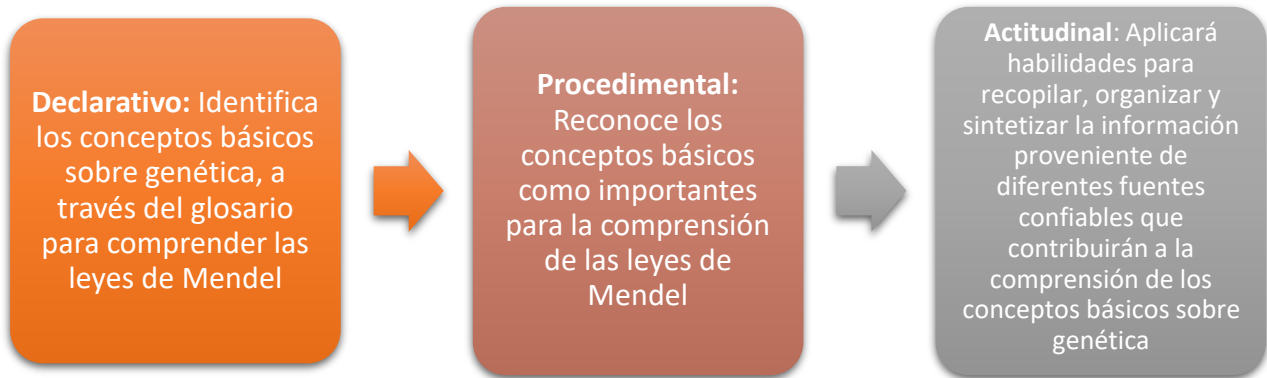 Declarativo: Identifica
los conceptos básicos
sobre genética, a
través del glosario
para comprender las
leyes de Mendel
Procedimental:
Reconoce los
conceptos básicos
como importantes
para la comprensión
de las leyes de
Mendel
Actitudinal: Aplicará
habilidades para
recopilar, organizar y
sintetizar la información
proveniente de
diferentes fuentes
confiables que
contribuirán a la
comprensión de los
conceptos básicos sobre
genética